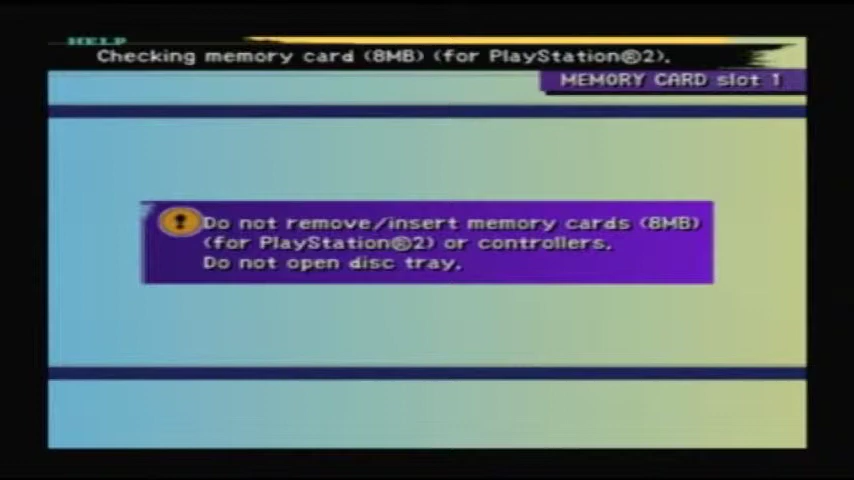 HELP
Checking memory card (8MB) (for PlayStation®2).
MEMORY CARD slot 1
Do not remove/insert memory cards (8MB)
(for PlayStation®2) or controllers.
Do not open disc tray.